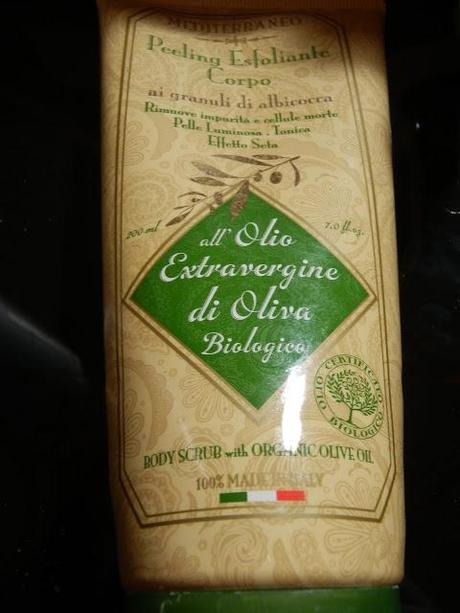 MEDITERRANEO
Peeling Esfoliante
Corpo
ai granuli di albicocca
Rimuove impurità e cellule morte
Pelle Luminosa . Tonica
Effetto Seta
200 ml
7.0 fl.oz.
all' Olio
Extravergine
di Oliva
Biologico
OLIO CERTIFICATO BIOLOGICO
BODY SCRUB with ORGANIC OLIVE OIL
100% MADE IN ITALY